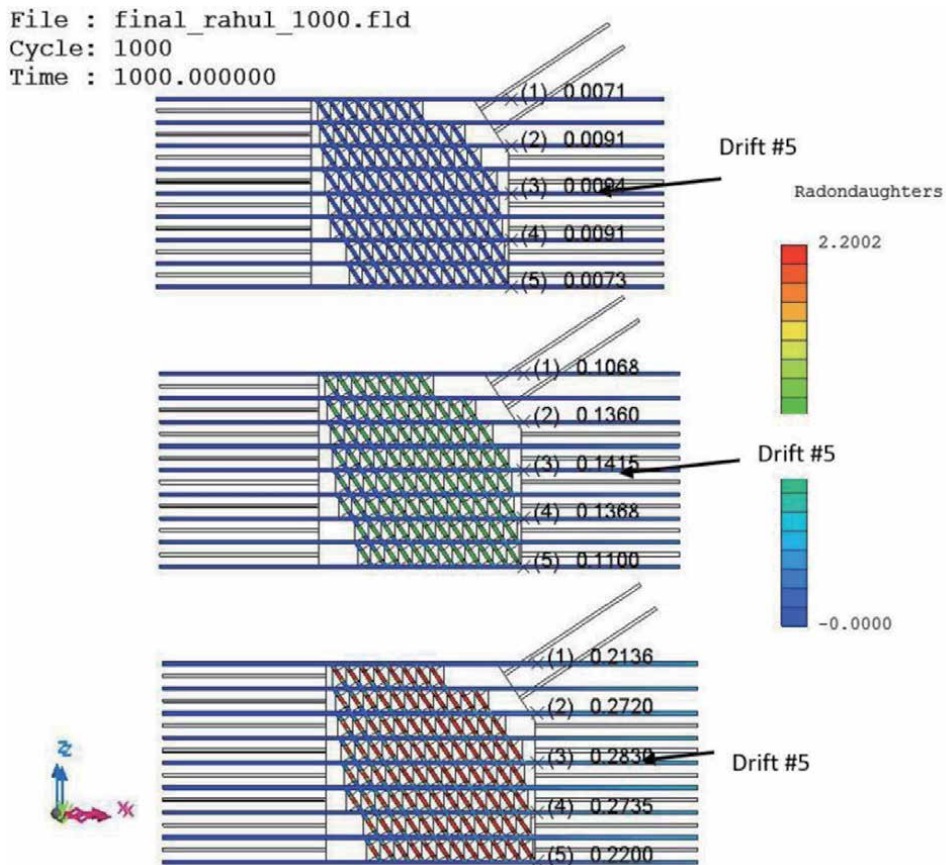 File : final_rahul_1000.fld
Cycle: 1000
Time : 1000.000000
(1) 0.0071
(2) 0.0091
Drift #5
(3) 0.0094
Radondaughters
2.2002
(4) 0.0091
(5) 0.0073
(1) 0.1068
(2) 0.1360
Drift #5
(3) 0.1415
(4) 0.1368
(5) 0.1100
-0.0000
(1) 0.2136
(2) 0.2720
(3) 0.2830
Drift #5
(4) 0.2735
(5) 0.2200